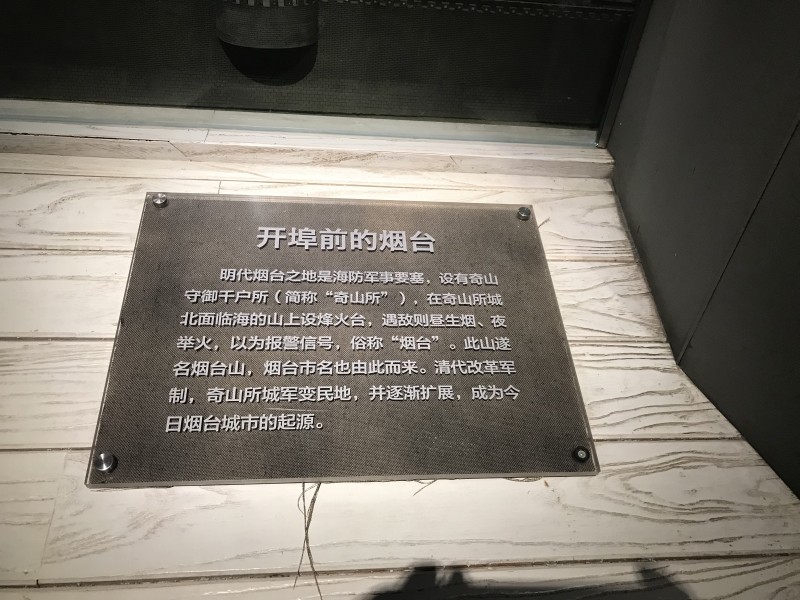 开埠前的烟台
明代烟台之地是海防军事要塞，设有奇山
守御千户所（简称“奇山所”），在奇山所城
北面临海的山上设烽火台，遇敌则昼生烟、夜
举火，以为报警信号，俗称“烟台”。此山遂
名烟台山，烟台市名也由此而来。清代改革军
制，奇山所城军变民地，并逐渐扩展，成为今
日烟台城市的起源。